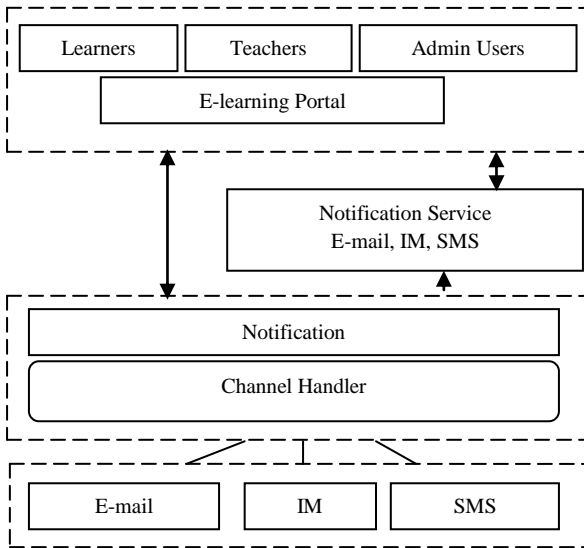 Learners
Teachers
Admin Users
E-learning Portal
Notification Service
E-mail, IM, SMS
Notification
Channel Handler
E-mail
IM
SMS